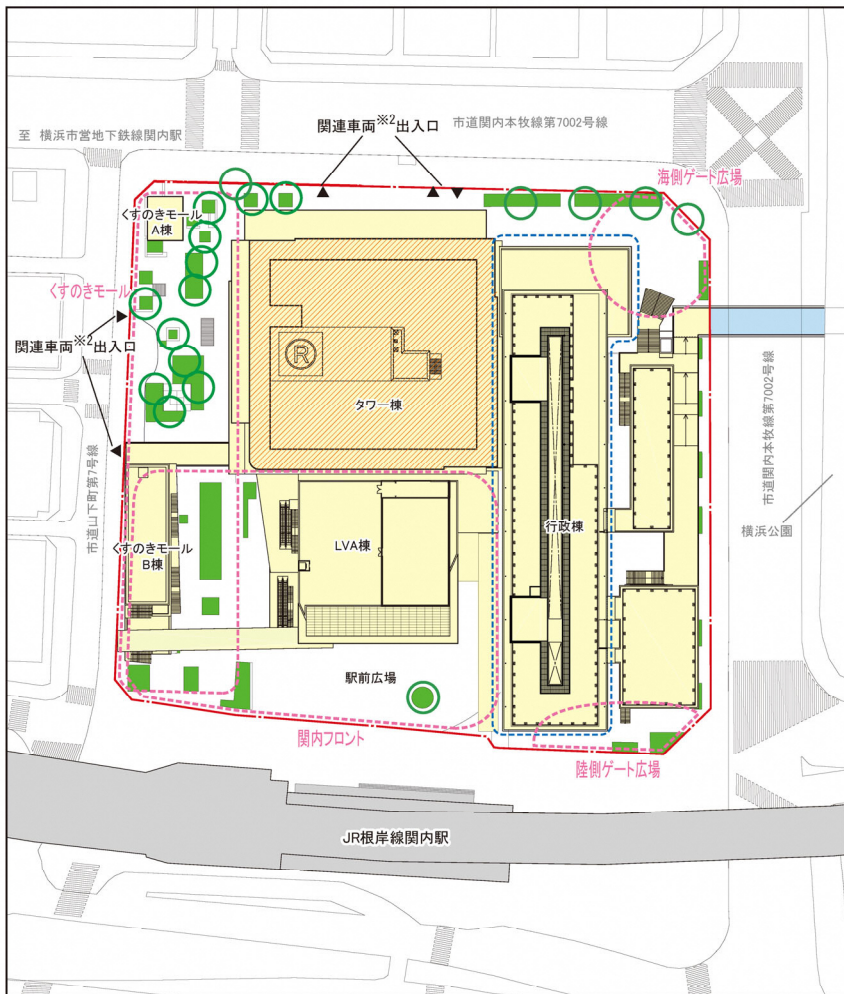 関連車両※2出入口
市道関内本牧線第7002号線
至 横浜市営地下鉄線関内駅
海側ゲート広場
くすのきモール
A棟
くすのきモール
関連車両※2出入口
R
タワー棟
市道関内本牧線第7002号線
市道山下町第7号線
横浜公園
行政棟
LVA棟
くすのきモール
B棟
駅前広場
関内フロント
陸側ゲート広場
JR根岸線関内駅